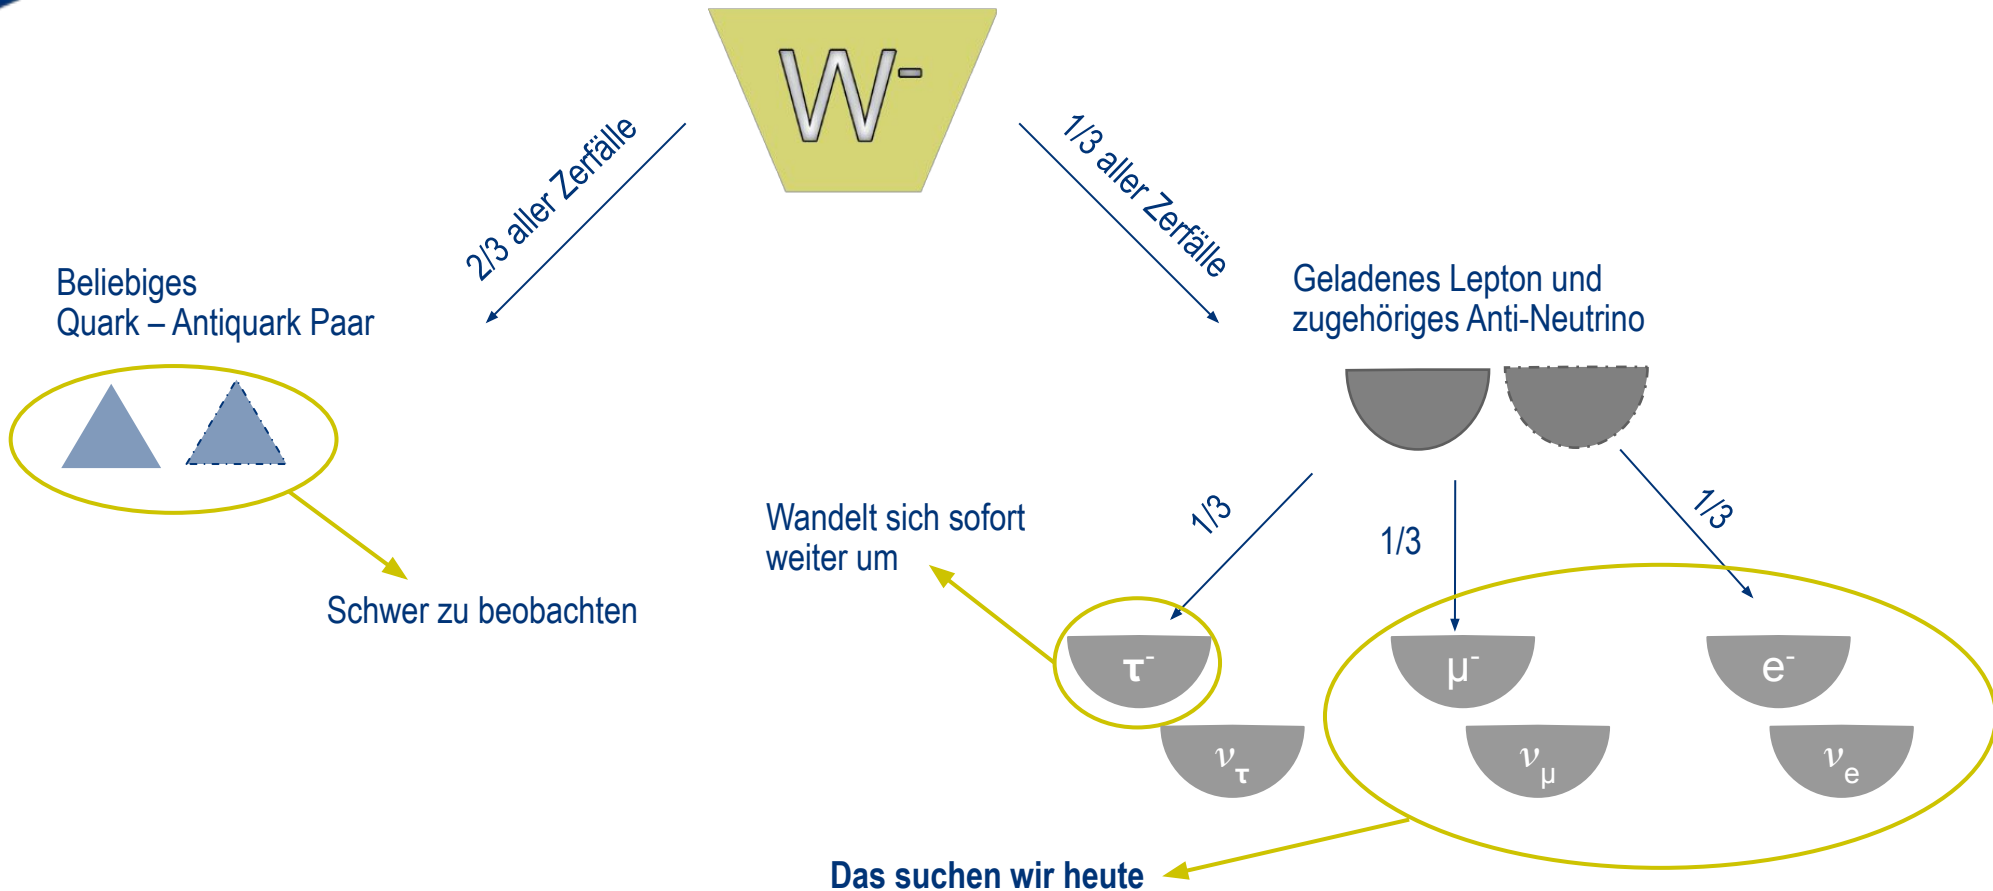 W-
2/3 aller Zerfälle
1/3 aller Zerfälle
Beliebiges
Quark – Antiquark Paar
Geladenes Lepton und
zugehöriges Anti-Neutrino
Wandelt sich sofort
weiter um
1/3
1/3
1/3
Schwer zu beobachten
τ-
μ-
e-
ντ
νμ
νe
Das suchen wir heute